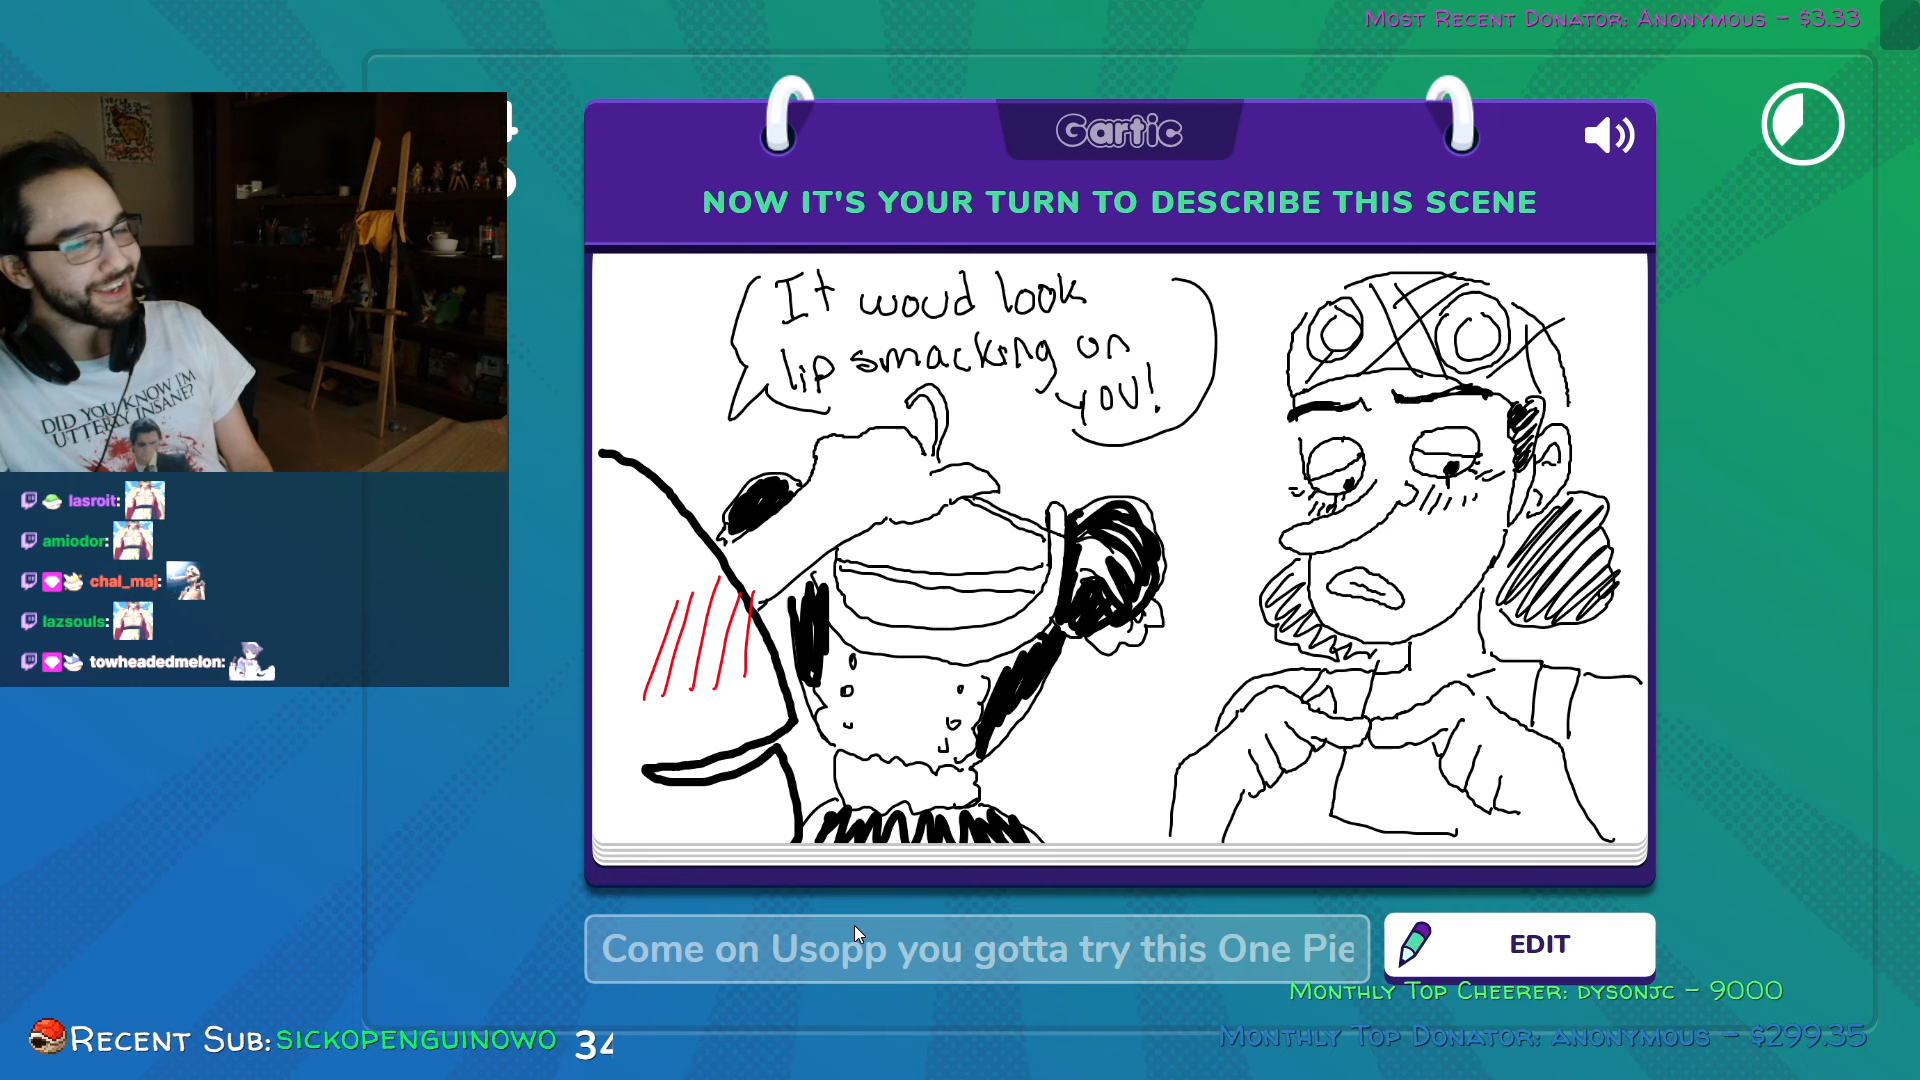 MOST RECENT DONATOR: ANONYMOUS - $3.33
Gartic
NOW IT'S YOUR TURN TO DESCRIBE THIS SCENE
It woud look
lip smacking on
you!
DID YOU KNOW I'M
UTTERLY INSANE?
lasroit:
amiodor:
chal_maj:
lazsouls:
towheadedmelon:
Come on Usopp you gotta try this One Pie
EDIT
MONTHLY TOP CHEERER: DYSONJC - 9000
RECENT SUB: SICKOPENGUINOWO 34
MONTHLY TOP DONATOR: ANONYMOUS - $299.35